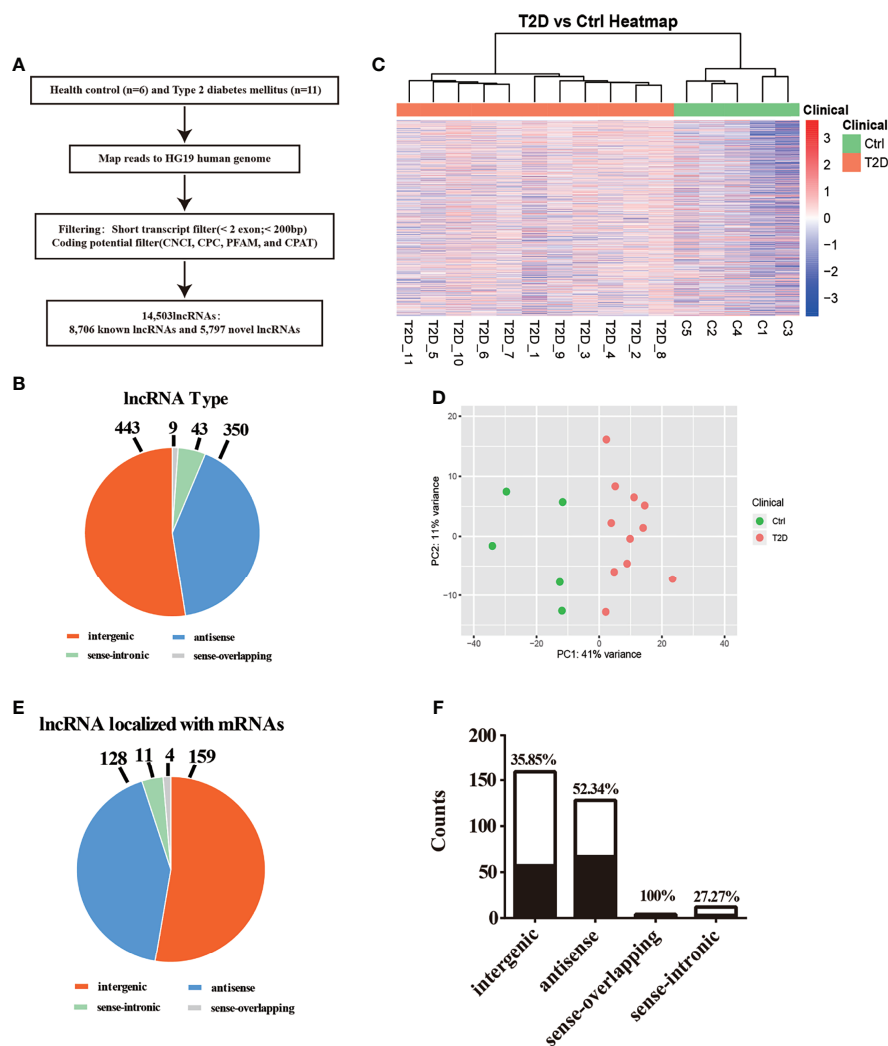 A
Health control (n=6) and Type 2 diabetes mellitus (n=11)
Map reads to HG19 human genome
Filtering: Short transcript filter(< 2 exon;< 200bp)
Coding potential filter(CNCI, CPC, PFAM, and CPAT)
14,503lncRNAs:
8,706 known lncRNAs and 5,797 novel lncRNAs
B
lncRNA Type
443
9
43
350
intergenic
antisense
sense-intronic
sense-overlapping
C
T2D vs Ctrl Heatmap
Clinical
Clinical
Ctrl
T2D
3
2
1
0
−1
−2
−3
T2D_11
T2D_5
T2D_10
T2D_6
T2D_7
T2D_1
T2D_9
T2D_3
T2D_4
T2D_2
T2D_8
C5
C2
C4
C1
C3
D
20
10
0
−10
PC2: 11% variance
−40
−20
0
20
40
PC1: 41% variance
Clinical
Ctrl
T2D
E
lncRNA localized with mRNAs
128
11
4
159
intergenic
antisense
sense-intronic
sense-overlapping
F
Counts
200
150
100
50
0
35.85%
52.34%
100%
27.27%
intergenic
antisense
sense-overlapping
sense-intronic